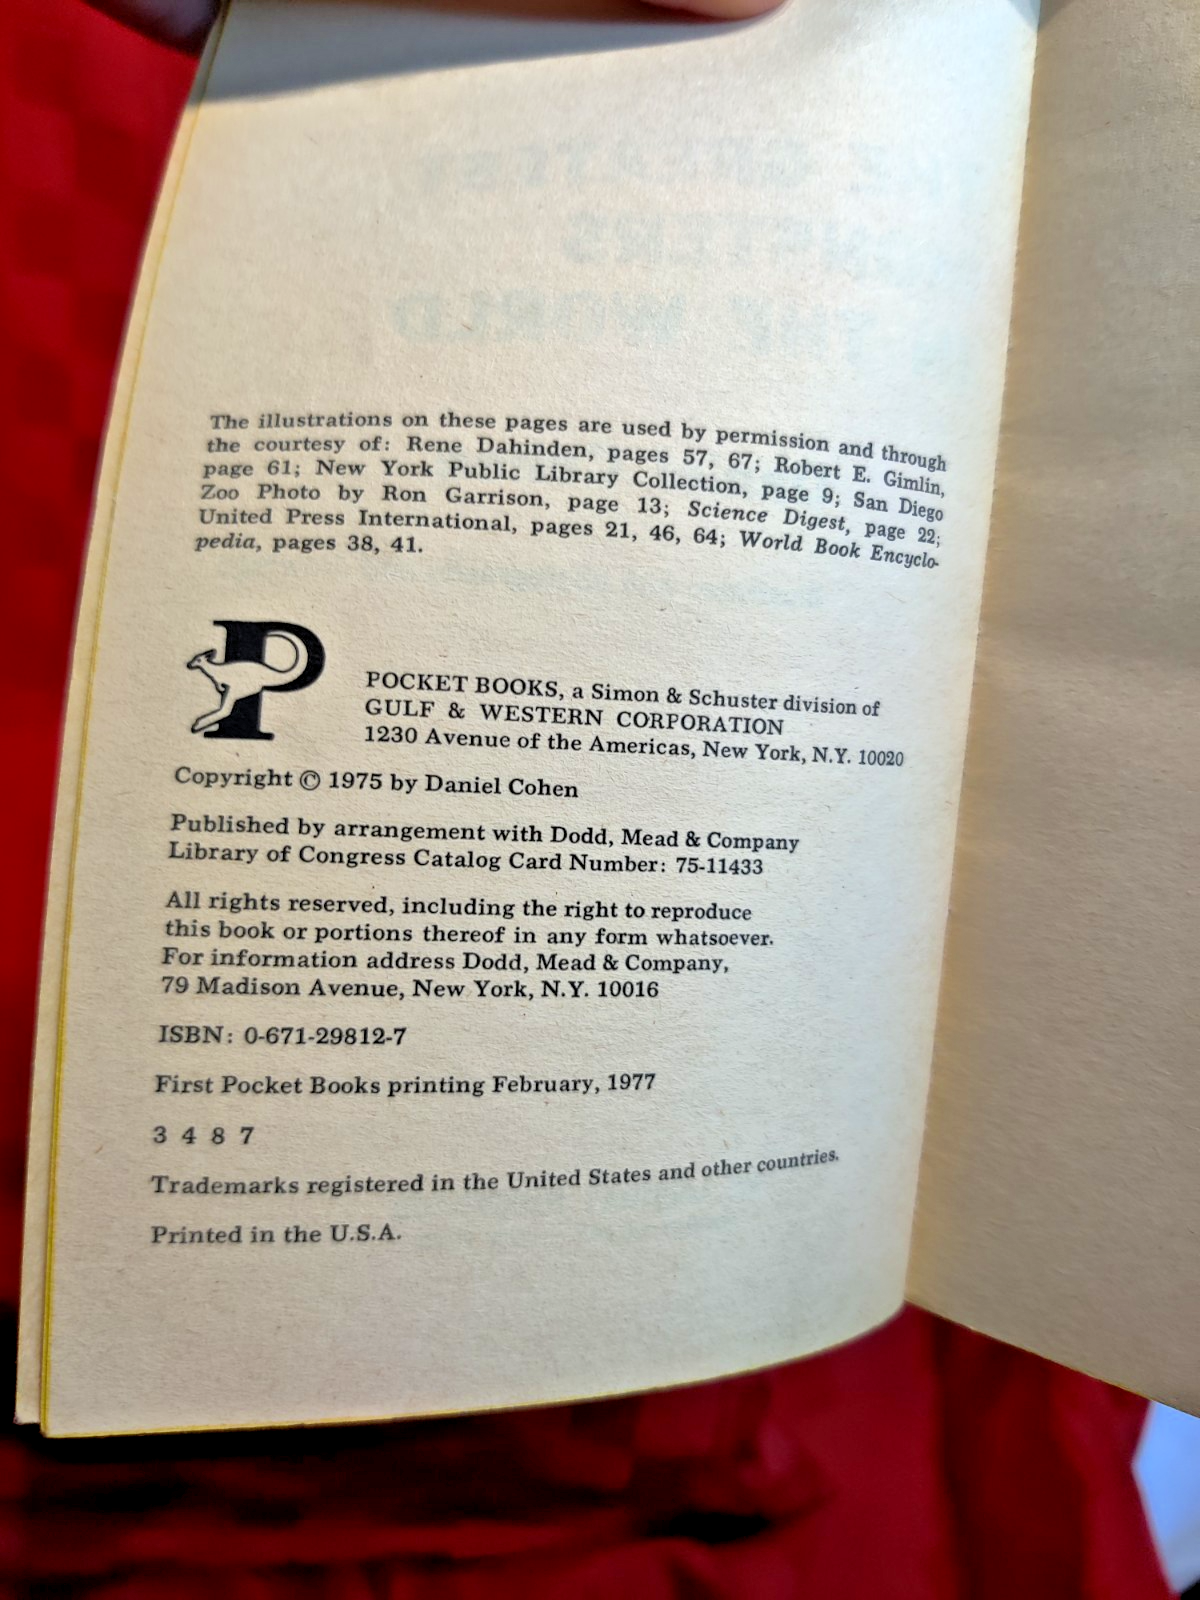 The illustrations on these pages are used by permission and through
the courtesy of: Rene Dahinden, pages 57, 67; Robert E. Gimlin,
page 61; New York Public Library Collection, page 9; San Diego
Zoo Photo by Ron Garrison, page 13; Science Digest, page 22;
United Press International, pages 21, 46, 64; World Book Encyclo-
pedia, pages 38, 41.
P
POCKET BOOKS, a Simon & Schuster division of
GULF & WESTERN CORPORATION
1230 Avenue of the Americas, New York, N.Y. 10020
Copyright © 1975 by Daniel Cohen
Published by arrangement with Dodd, Mead & Company
Library of Congress Catalog Card Number: 75-11433
All rights reserved, including the right to reproduce
this book or portions thereof in any form whatsoever.
For information address Dodd, Mead & Company,
79 Madison Avenue, New York, N.Y. 10016
ISBN: 0-671-29812-7
First Pocket Books printing February, 1977
3 4 8 7
Trademarks registered in the United States and other countries.
Printed in the U.S.A.